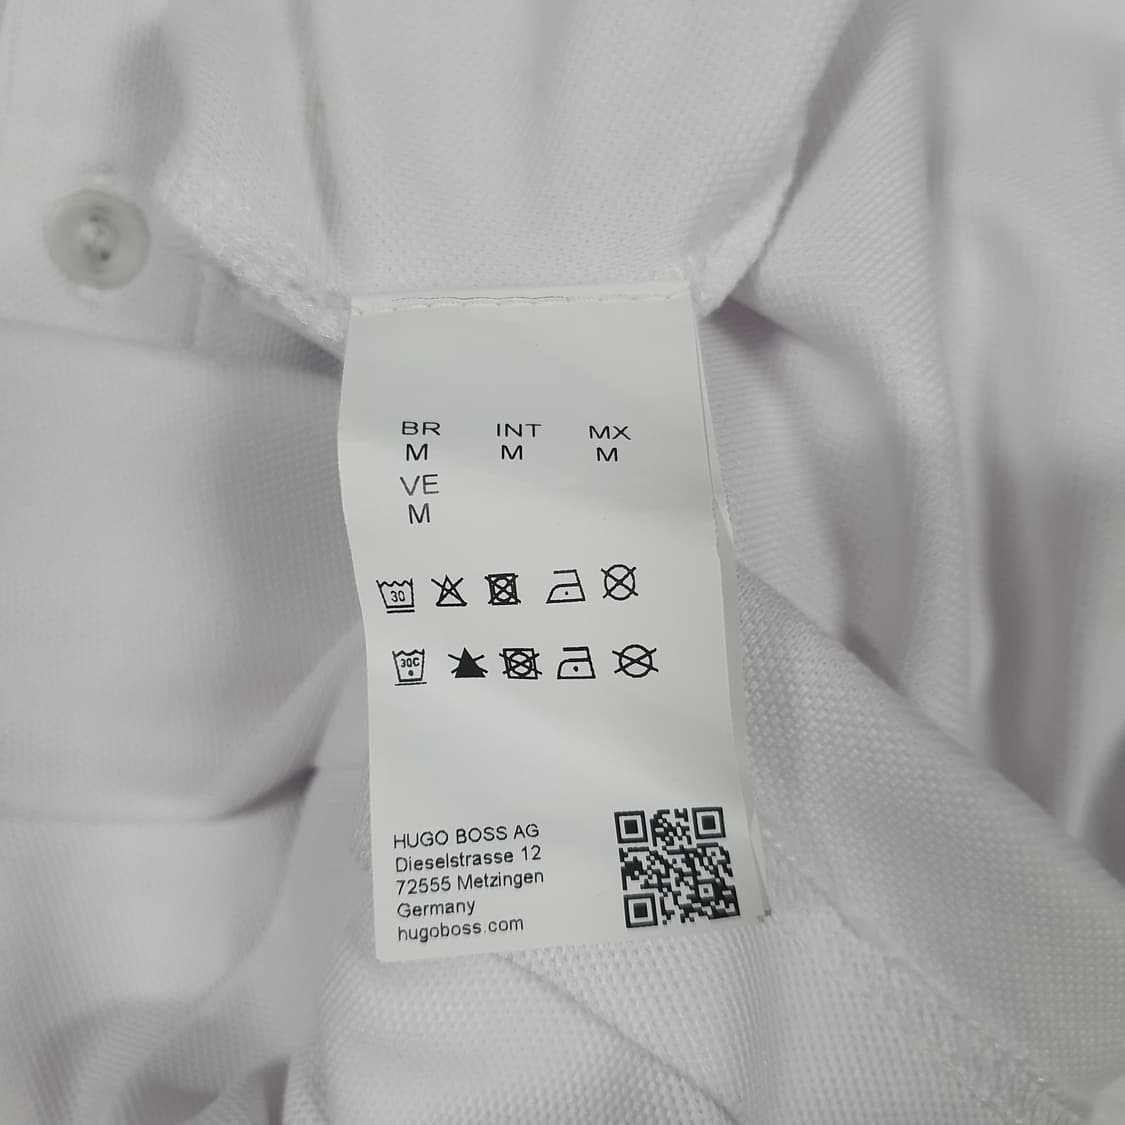 BR INT MX
M M M
VE
M
30
30C
HUGO BOSS AG
Dieselstrasse 12
72555 Metzingen
Germany
hugoboss.com